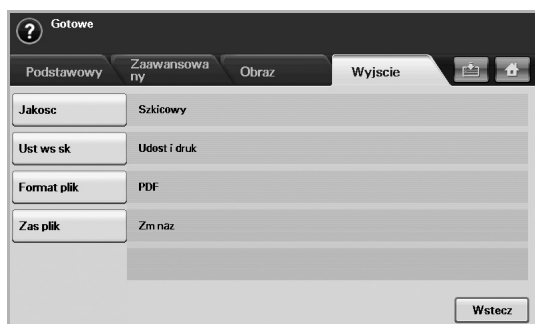 ? Gotowe
Podstawowy
Zaawansowa
ny
Obraz
Wyjscie
Jakosc
Szkicowy
Ust ws sk
Udost i druk
Format plik
PDF
Zas plik
Zm naz
Wstecz